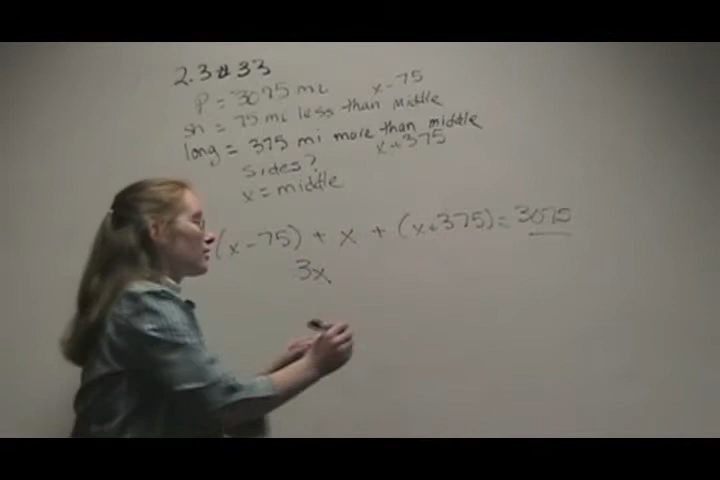 2.3 # 33
P = 3075 mi x - 75
sh = 75 mi less than middle
long = 375 mi more than middle
x + 375
sides?
x = middle
(x - 75) + x + (x + 375) = 3075
3x